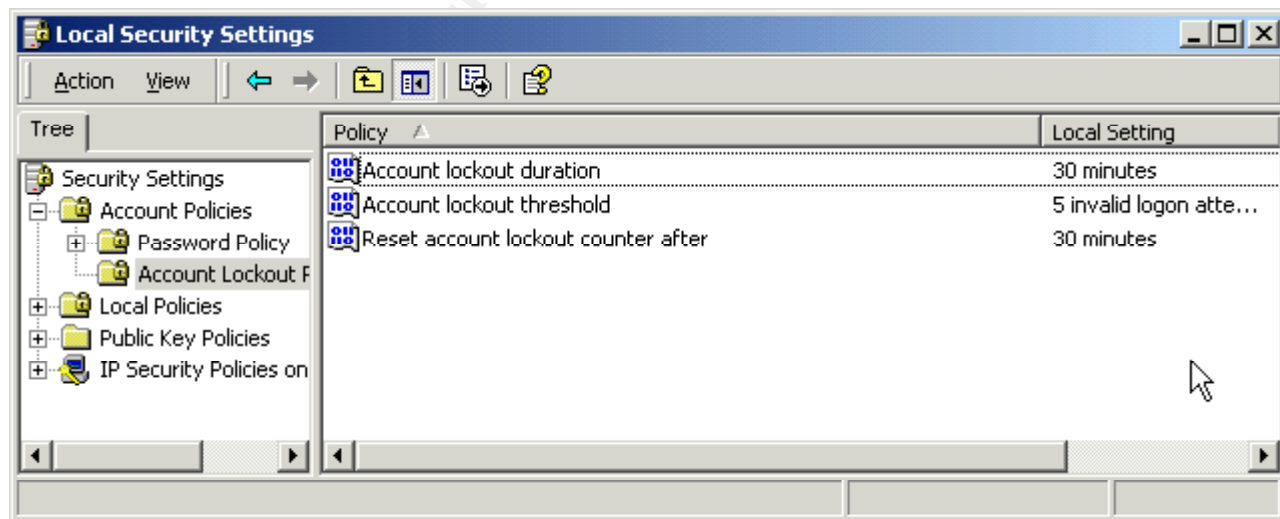 Local Security Settings
Action View
Tree
Policy Local Setting
Security Settings
Account Policies
Password Policy
Account Lockout P
Local Policies
Public Key Policies
IP Security Policies on
Account lockout duration 30 minutes
Account lockout threshold 5 invalid logon atte...
Reset account lockout counter after 30 minutes